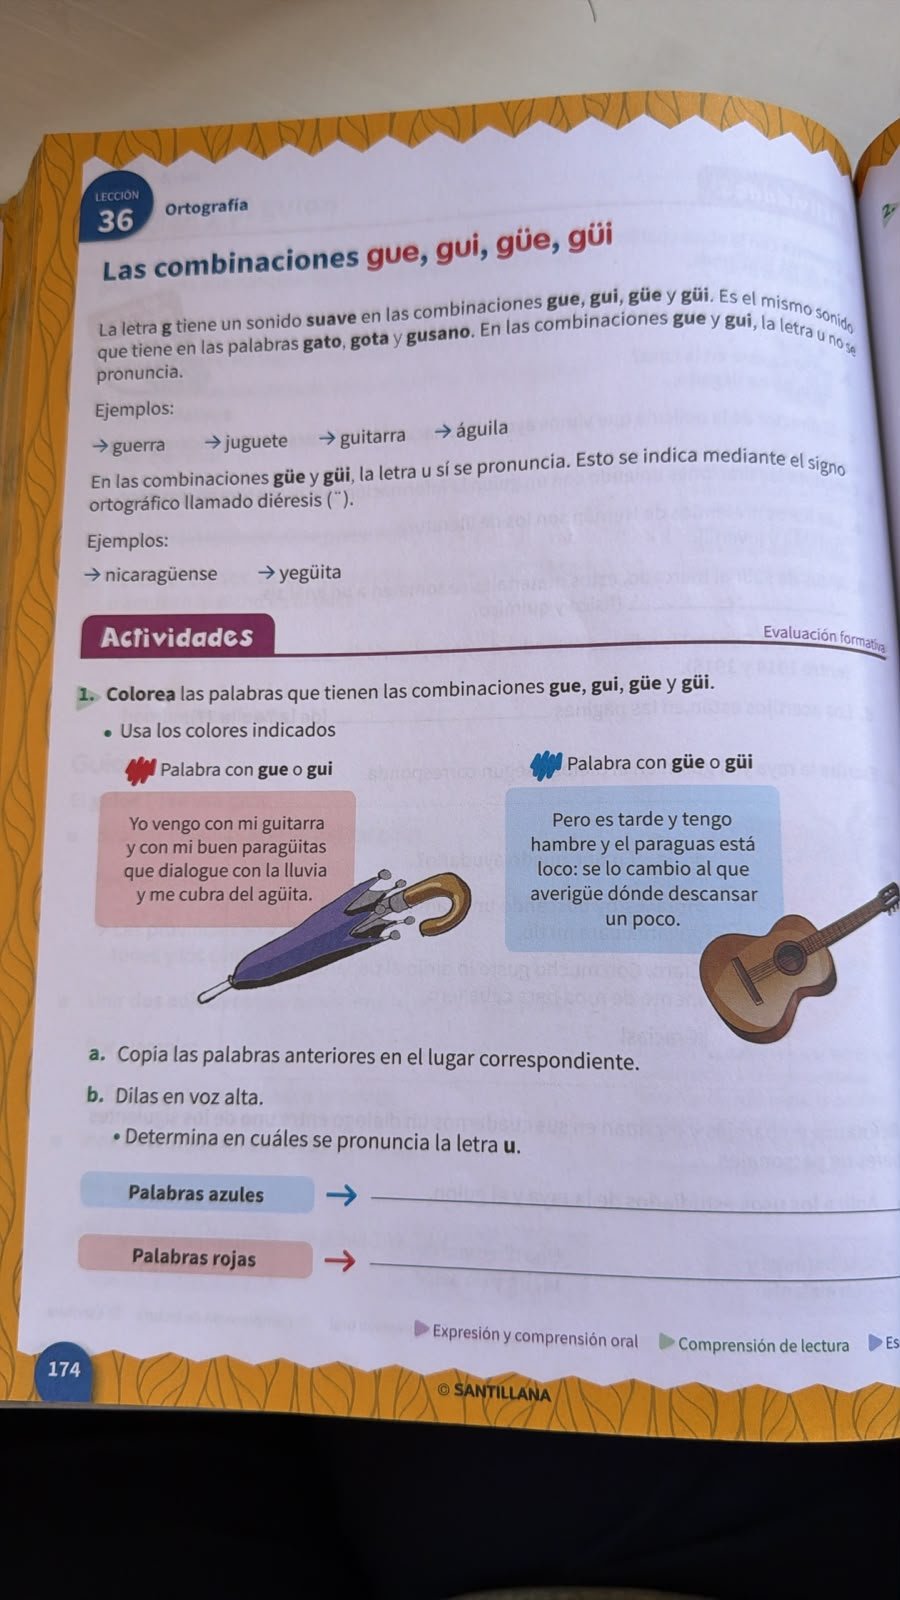 LECCIÓN
36
Ortografía
Las combinaciones gue, gui, güe, güi
La letra g tiene un sonido suave en las combinaciones gue, gui, güe y güi. Es el mismo sonido
que tiene en las palabras gato, gota y gusano. En las combinaciones gue y gui, la letra u no se
pronuncia.
Ejemplos:
→ guerra → juguete → guitarra → águila
En las combinaciones güe y güi, la letra u sí se pronuncia. Esto se indica mediante el signo
ortográfico llamado diéresis (¨).
Ejemplos:
→ nicaragüense → yegüita
Actividades
Evaluación formativa
1. Colorea las palabras que tienen las combinaciones gue, gui, güe y güi.
• Usa los colores indicados
Palabra con gue o gui
Yo vengo con mi guitarra
y con mi buen paragüitas
que dialogue con la lluvia
y me cubra del agüita.
Palabra con güe o güi
Pero es tarde y tengo
hambre y el paraguas está
loco: se lo cambio al que
averigüe dónde descansar
un poco.
a. Copia las palabras anteriores en el lugar correspondiente.
b. Dilas en voz alta.
• Determina en cuáles se pronuncia la letra u.
Palabras azules →
Palabras rojas →
Expresión y comprensión oral Comprensión de lectura Es
174
© SANTILLANA
2.